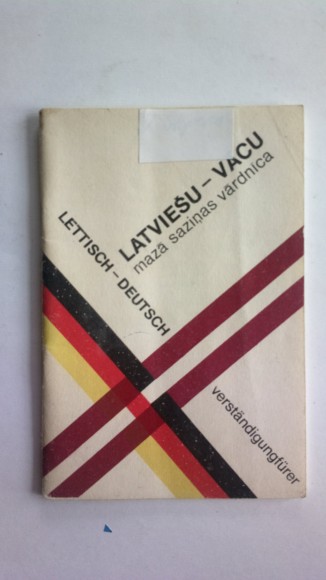 LATVIEŠU – VĀCU
mazā saziņas vārdnīca
LETTISCH – DEUTSCH
verständigungfürer